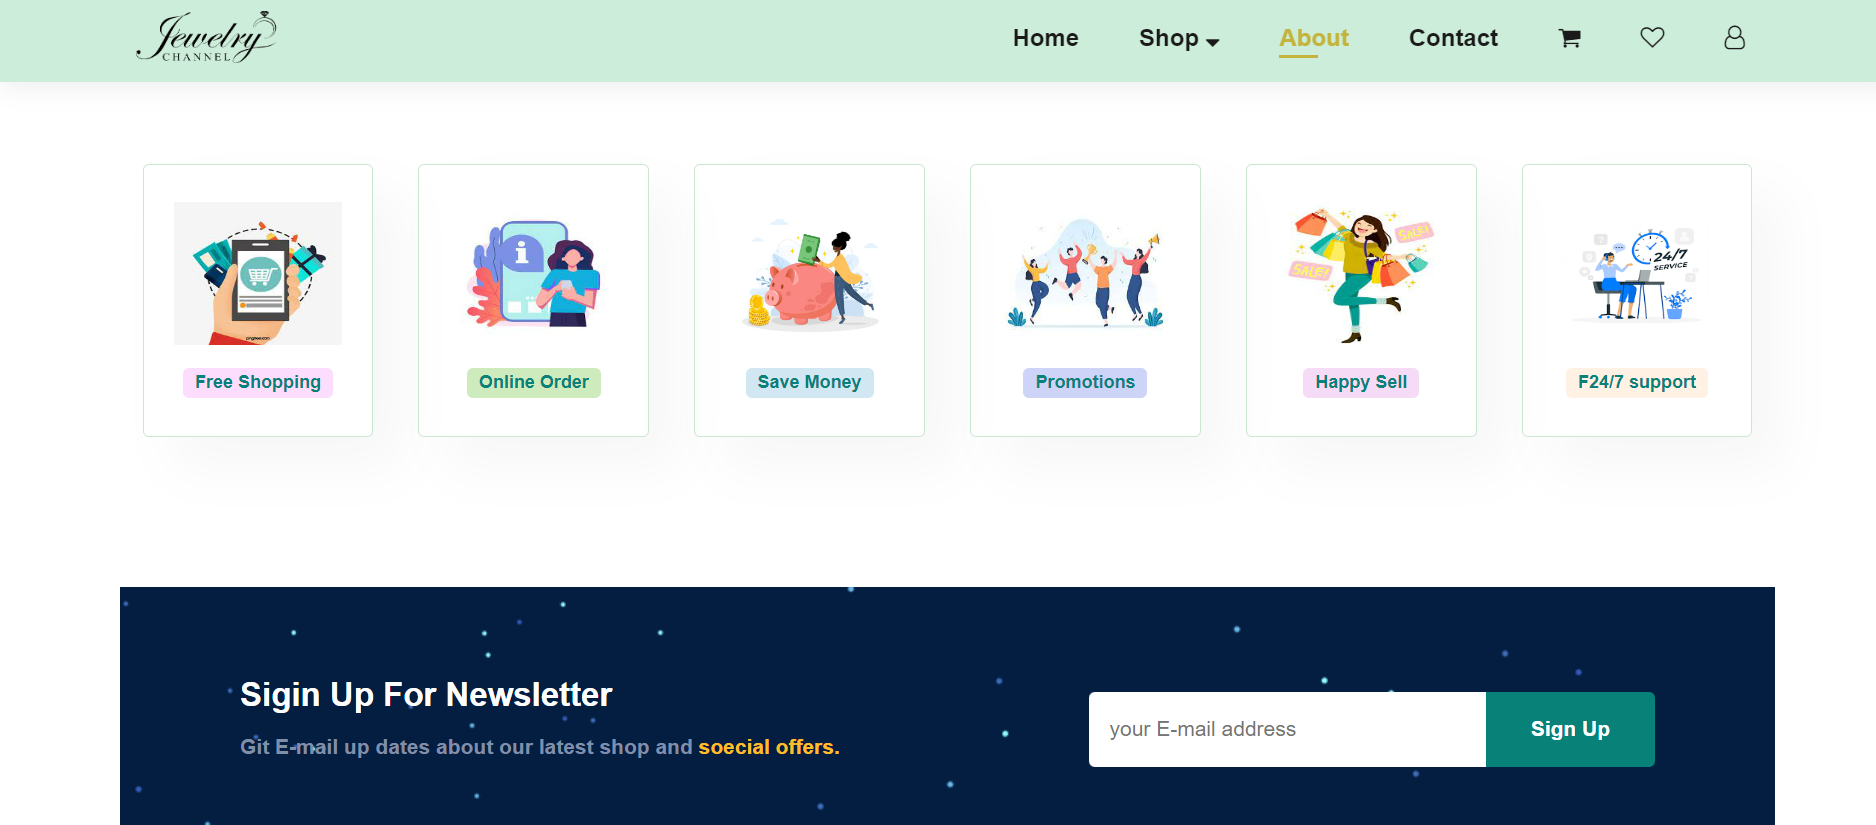 Jewelry
CHANNEL
Home
Shop
About
Contact
pngtree.com
i
SALE!
SALE!
24/7
SERVICE
Free Shopping
Online Order
Save Money
Promotions
Happy Sell
F24/7 support
Sigin Up For Newsletter
Git E-mail up dates about our latest shop and soecial offers.
your E-mail address
Sign Up